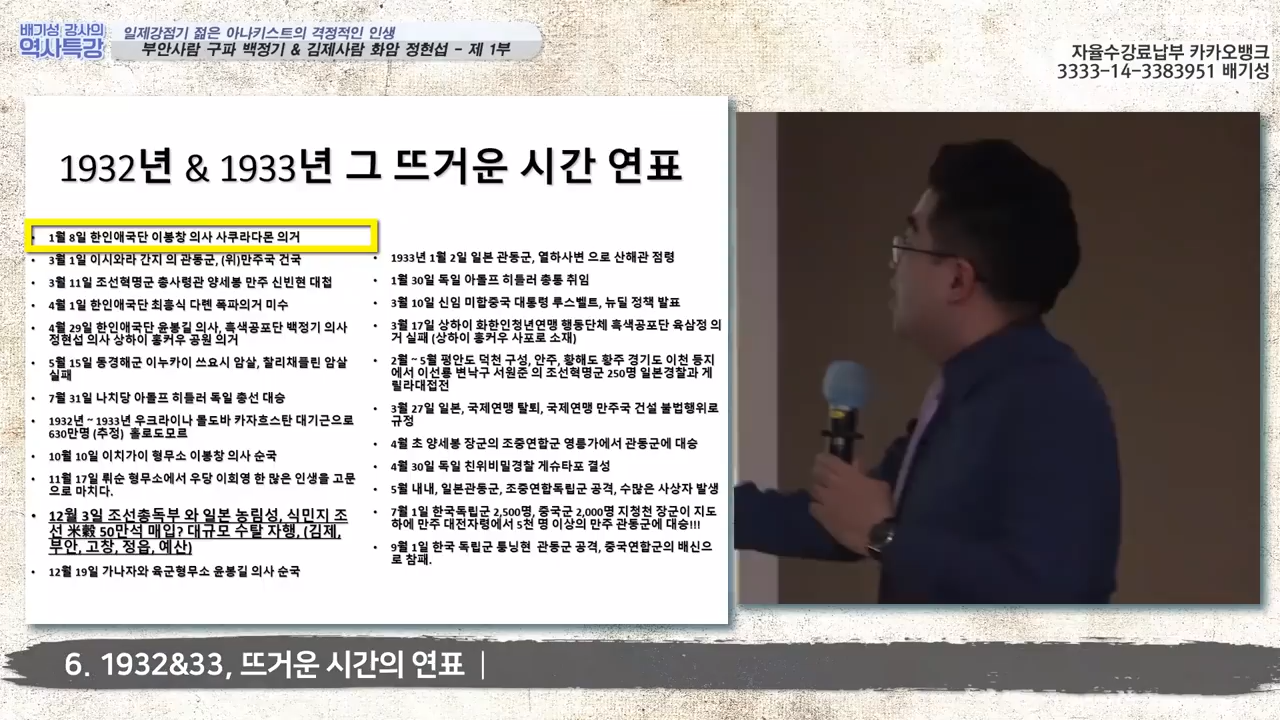 배기성 강사의
역사특강
일제강점기 젊은 아나키스트의 격정적인 인생
부안사람 구파 백정기 & 김제사람 화암 정현섭 - 제 1부
자율수강료납부 카카오뱅크
3333-14-3383951 배기성
1932년 & 1933년 그 뜨거운 시간 연표
• 1월 8일 한인애국단 이봉창 의사 사쿠라다몬 의거
• 3월 1일 이시와라 간지 의 관동군, (위)만주국 건국
• 3월 11일 조선혁명군 총사령관 양세봉 만주 신빈현 대첩
• 4월 1일 한인애국단 최흥식 다롄 폭파의거 미수
• 4월 29일 한인애국단 윤봉길 의사, 흑색공포단 백정기 의사
정현섭 의사 상하이 홍커우 공원 의거
• 5월 15일 동경해군 이누카이 쓰요시 암살, 찰리채플린 암살
실패
• 7월 31일 나치당 아돌프 히틀러 독일 총선 대승
• 1932년 ~ 1933년 우크라이나 몰도바 카자흐스탄 대기근으로
630만명 (추정) 홀로도모르
• 10월 10일 이치가이 형무소 이봉창 의사 순국
• 11월 17일 뤼순 형무소에서 우당 이회영 한 많은 인생을 고문
으로 마치다.
• 12월 3일 조선총독부 와 일본 농림성, 식민지 조
선 米穀 50만석 매입? 대규모 수탈 자행, (김제,
부안, 고창, 정읍, 예산)
• 12월 19일 가나자와 육군형무소 윤봉길 의사 순국
• 1933년 1월 2일 일본 관동군, 열하사변 으로 산해관 점령
• 1월 30일 독일 아돌프 히틀러 총통 취임
• 3월 10일 신임 미합중국 대통령 루스벨트, 뉴딜 정책 발표
• 3월 17일 상하이 화한인청년연맹 행동단체 흑색공포단 육삼정 의
거 실패 (상하이 홍커우 사포로 소재)
• 2월 ~ 5월 평안도 덕천 구성, 안주, 황해도 황주 경기도 이천 등지
에서 이선룡 변낙구 서원준 의 조선혁명군 250명 일본경찰과 게
릴라대접전
• 3월 27일 일본, 국제연맹 탈퇴, 국제연맹 만주국 건설 불법행위로
규정
• 4월 초 양세봉 장군의 조중연합군 영릉가에서 관동군에 대승
• 4월 30일 독일 친위비밀경찰 게슈타포 결성
• 5월 내내, 일본관동군, 조중연합독립군 공격, 수많은 사상자 발생
• 7월 1일 한국독립군 2,500명, 중국군 2,000명 지청천 장군이 지도
하에 만주 대전자령에서 5천 명 이상의 만주 관동군에 대승!!!
• 9월 1일 한국 독립군 퉁닝현 관동군 공격, 중국연합군의 배신으
로 참패.
6. 1932&33, 뜨거운 시간의 연표 |